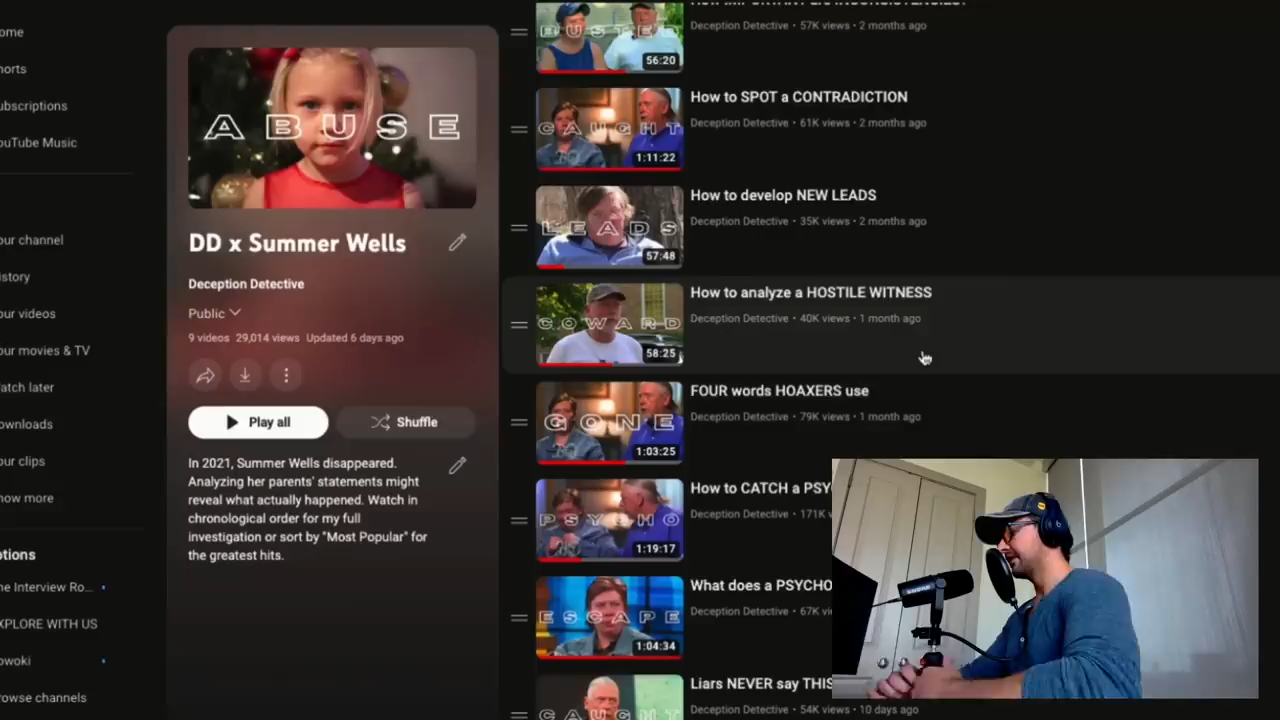 ome
horts
ubscriptions
ouTube Music
our channel
istory
our videos
our movies & TV
atch later
ownloads
our clips
how more
ptions
he Interview Ro...
XPLORE WITH US
owoki
rowse channels
ABUSE
DD x Summer Wells
Deception Detective
Public
9 videos 29,014 views Updated 6 days ago
Play all
Shuffle
In 2021, Summer Wells disappeared.
Analyzing her parents' statements might
reveal what actually happened. Watch in
chronological order for my full
investigation or sort by "Most Popular" for
the greatest hits.
BUSTED
56:20
Deception Detective • 57K views • 2 months ago
CAUGHT
1:11:22
How to SPOT a CONTRADICTION
Deception Detective • 61K views • 2 months ago
LEADS
57:48
How to develop NEW LEADS
Deception Detective • 35K views • 2 months ago
COWARD
58:25
How to analyze a HOSTILE WITNESS
Deception Detective • 40K views • 1 month ago
GONE
1:03:25
FOUR words HOAXERS use
Deception Detective • 79K views • 1 month ago
PSYCHO
1:19:17
How to CATCH a PSY
Deception Detective • 171K v
ESCAPE
1:04:34
What does a PSYCHO
Deception Detective • 67K vi
CAUGHT
Liars NEVER say THIS
Deception Detective • 54K views • 10 days ago
SHURE